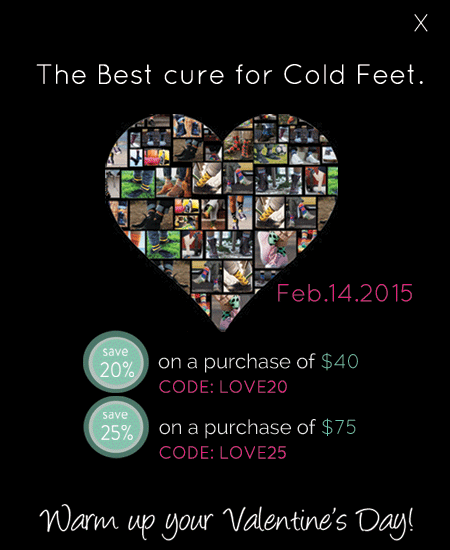 X
The Best cure for Cold Feet.
Feb.14.2015
save
20%
on a purchase of $40
CODE: LOVE20
save
25%
on a purchase of $75
CODE: LOVE25
Warm up your Valentine's Day!